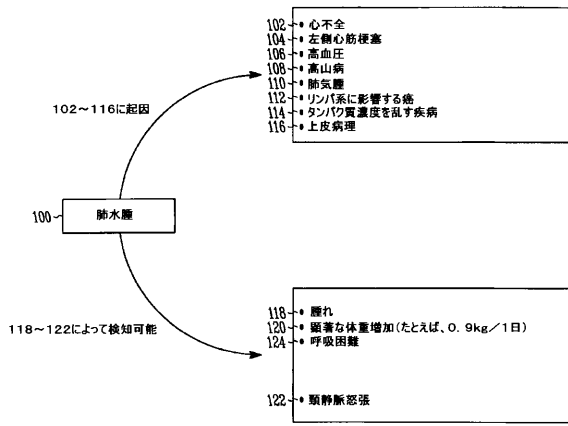 102 • 心不全
104 • 左側心筋梗塞
106 • 高血圧
108 • 高山病
110 • 肺気腫
112 • リンパ系に影響する癌
114 • タンパク質濃度を乱す疾病
116 • 上皮病理
102～116に起因
100 肺水腫
118～122によって検知可能
118 • 腫れ
120 • 顕著な体重増加(たとえば、0.9kg/1日)
124 • 呼吸困難
122 • 頸静脈怒張